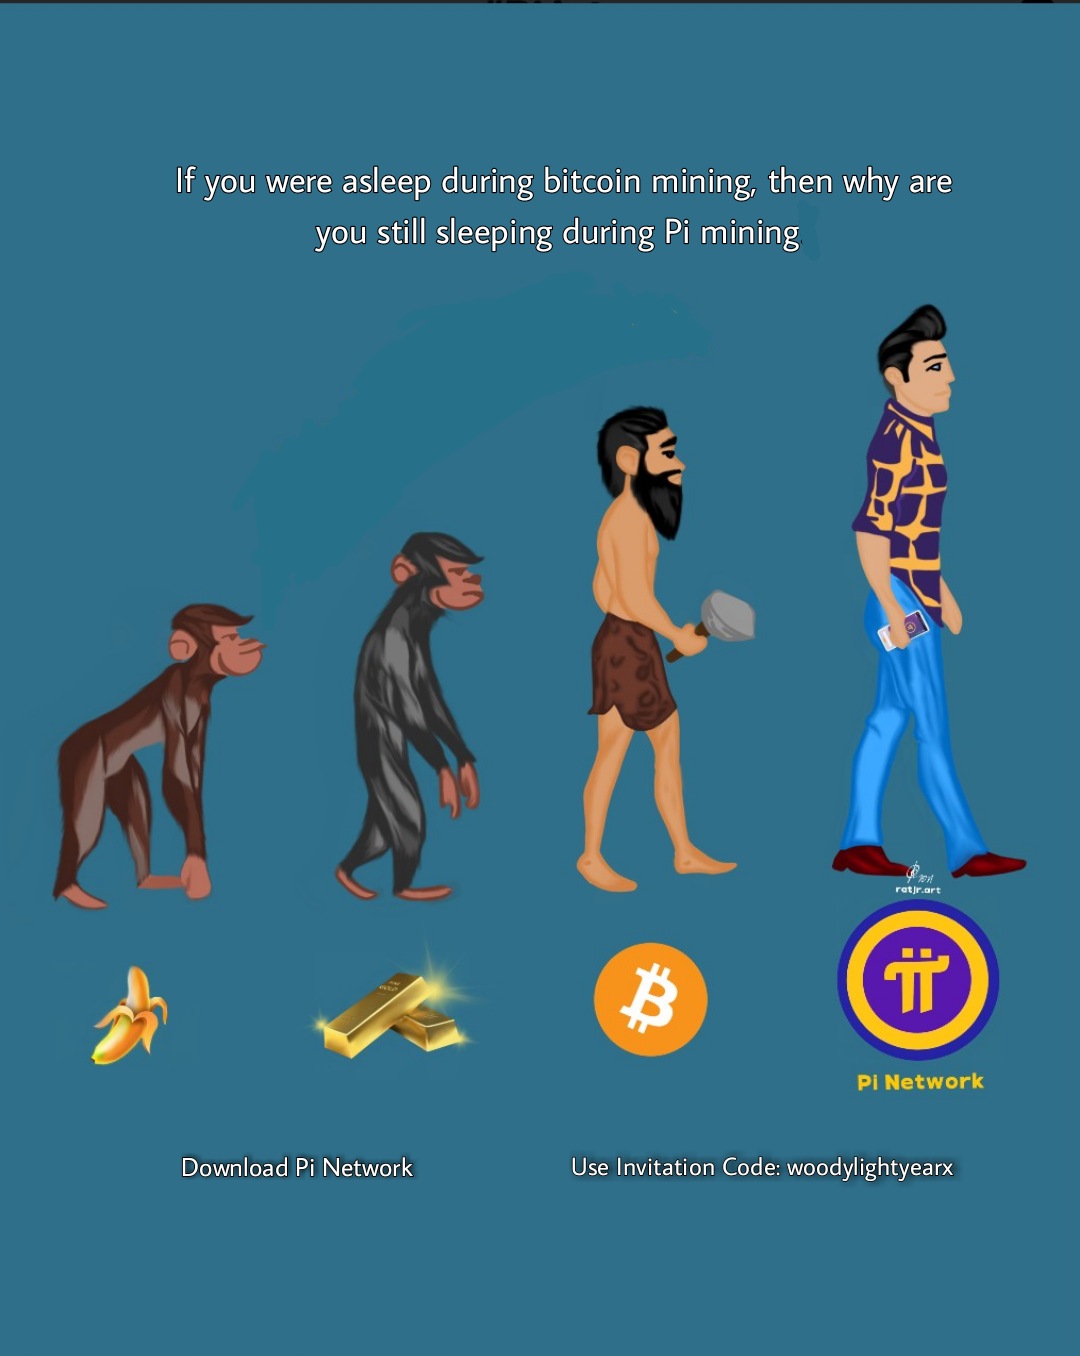 If you were asleep during bitcoin mining, then why are
you still sleeping during Pi mining
GOLD
ratjr.art
Pi Network
Download Pi Network
Use Invitation Code: woodylightyearx